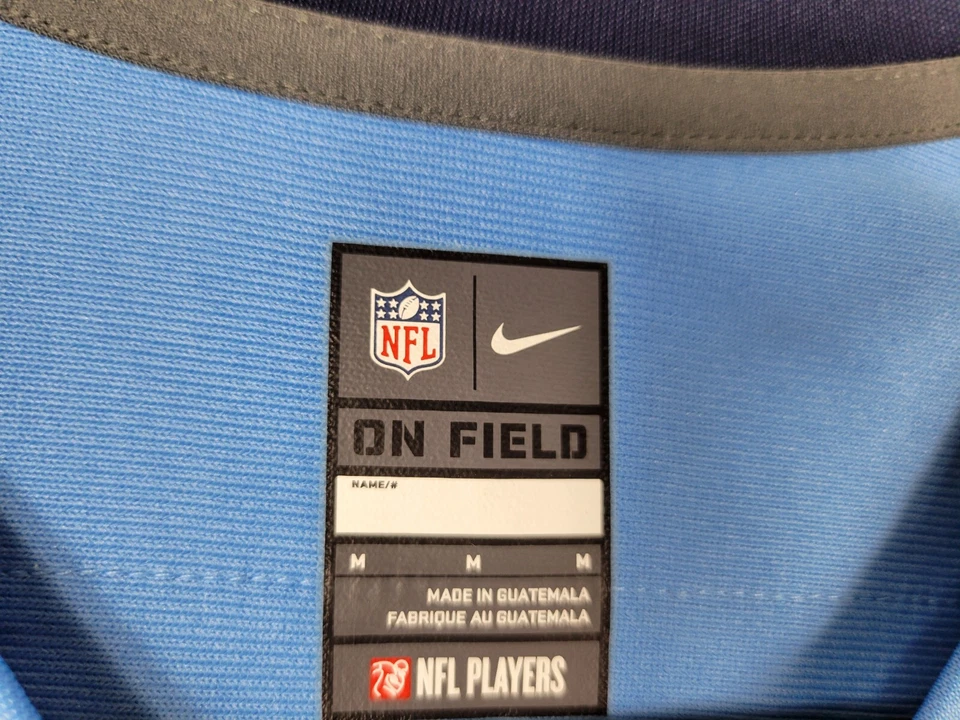 NFL
ON FIELD
NAME/#
M M M
MADE IN GUATEMALA
FABRIQUE AU GUATEMALA
NFL PLAYERS